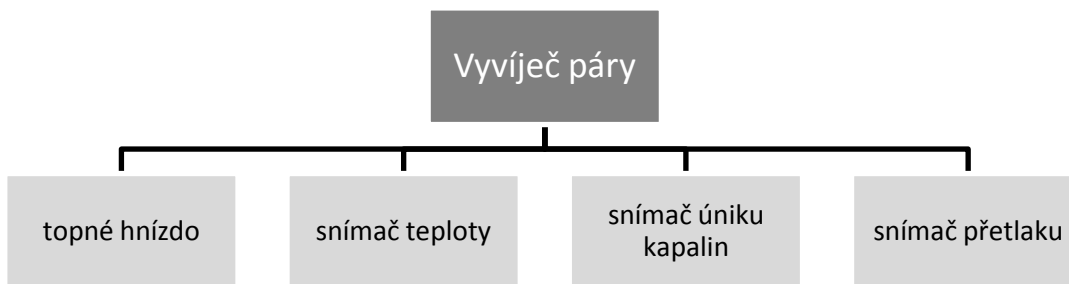 Vyvíječ páry
topné hnízdo
snímač teploty
snímač úniku
kapalin
snímač přetlaku